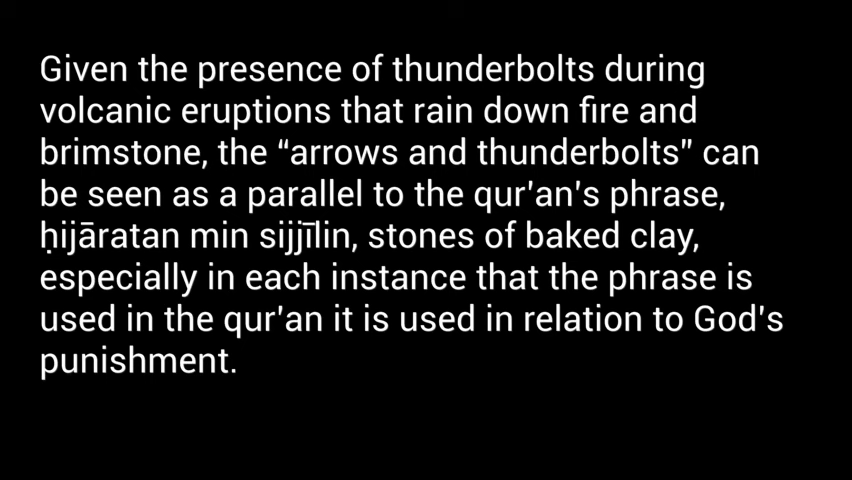 Given the presence of thunderbolts during
volcanic eruptions that rain down fire and
brimstone, the “arrows and thunderbolts” can
be seen as a parallel to the qur'an's phrase,
ḥijāratan min sijjīlin, stones of baked clay,
especially in each instance that the phrase is
used in the qur'an it is used in relation to God's
punishment.